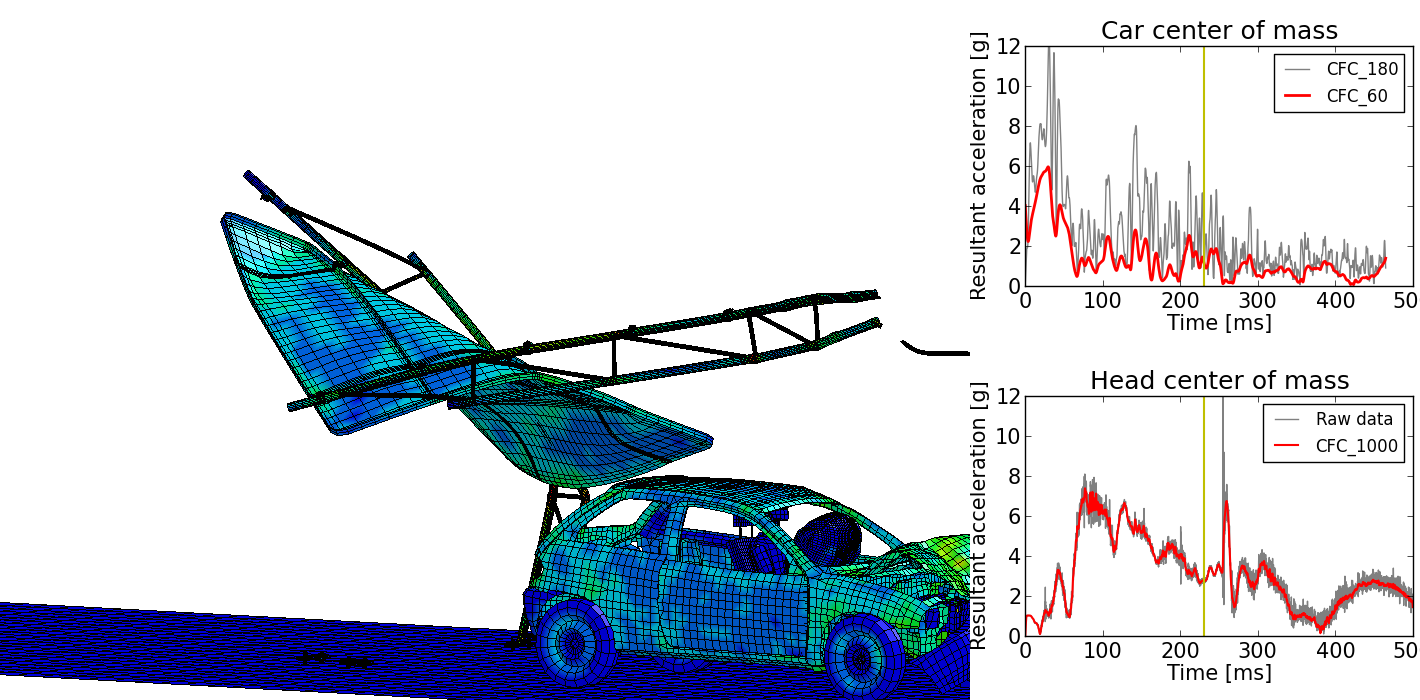 Car center of mass
Resultant acceleration [g]
12
10
8
6
4
2
0
CFC_180
CFC_60
0 100 200 300 400 50
Time [ms]
Head center of mass
Resultant acceleration [g]
12
10
8
6
4
2
0
Raw data
CFC_1000
0 100 200 300 400 50
Time [ms]